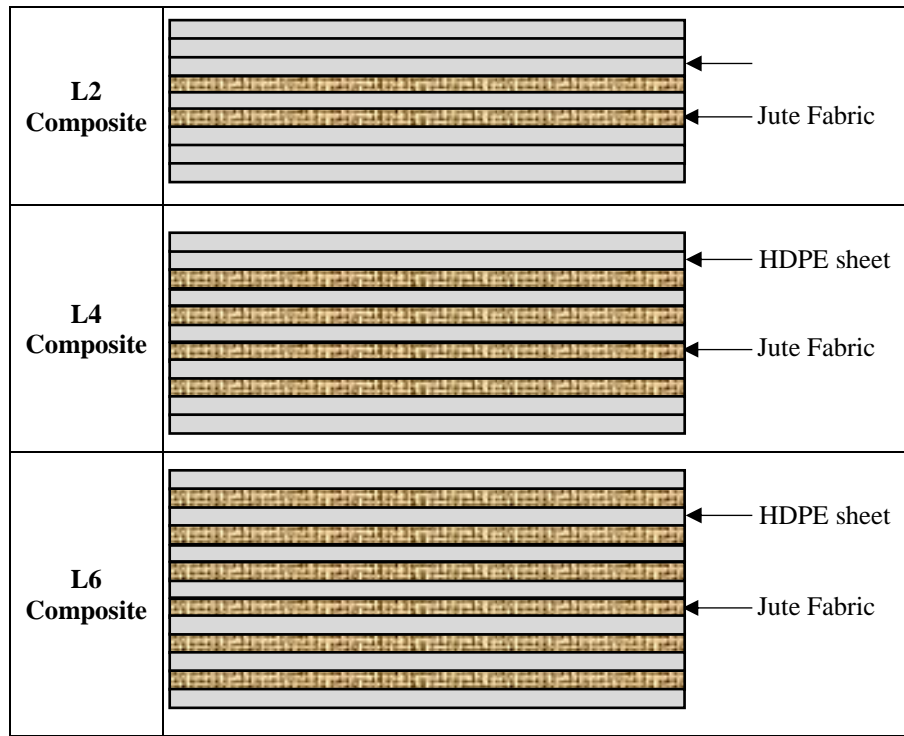 L2
Composite
Jute Fabric
L4
Composite
HDPE sheet
Jute Fabric
L6
Composite
HDPE sheet
Jute Fabric